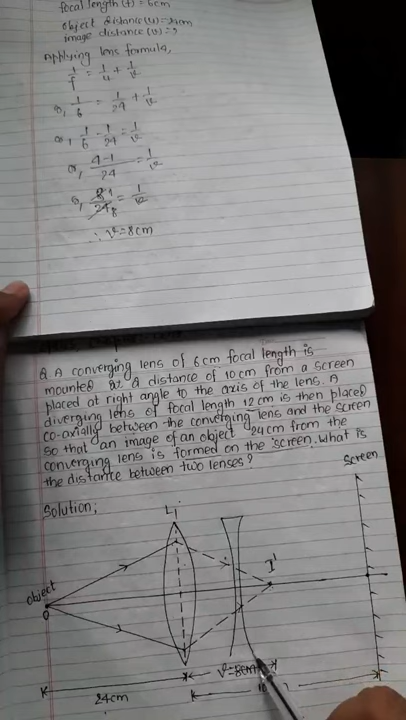 focal length (f) = 6cm
object distance (u) = 24cm
image distance (v) = ?
Applying lens formula,
1/f = 1/u + 1/v
or, 1/6 = 1/24 + 1/v
or, 1/6 - 1/24 = 1/v
or, 4-1/24 = 1/v
or, 3 1/24 8 = 1/v
∴ v = 8cm
Q. A converging lens of 6cm focal length is
mounted at a distance of 10cm from a screen
placed at right angle to the axis of the lens. A
diverging lens of focal length 12cm is then placed
co-axially between the converging lens and the screen
so that an image of an object 24cm from the
converging lens is formed on the screen. What is
the distance between two lenses?
Screen
Solution;
L1
I'
Object
O
v=8cm
24cm